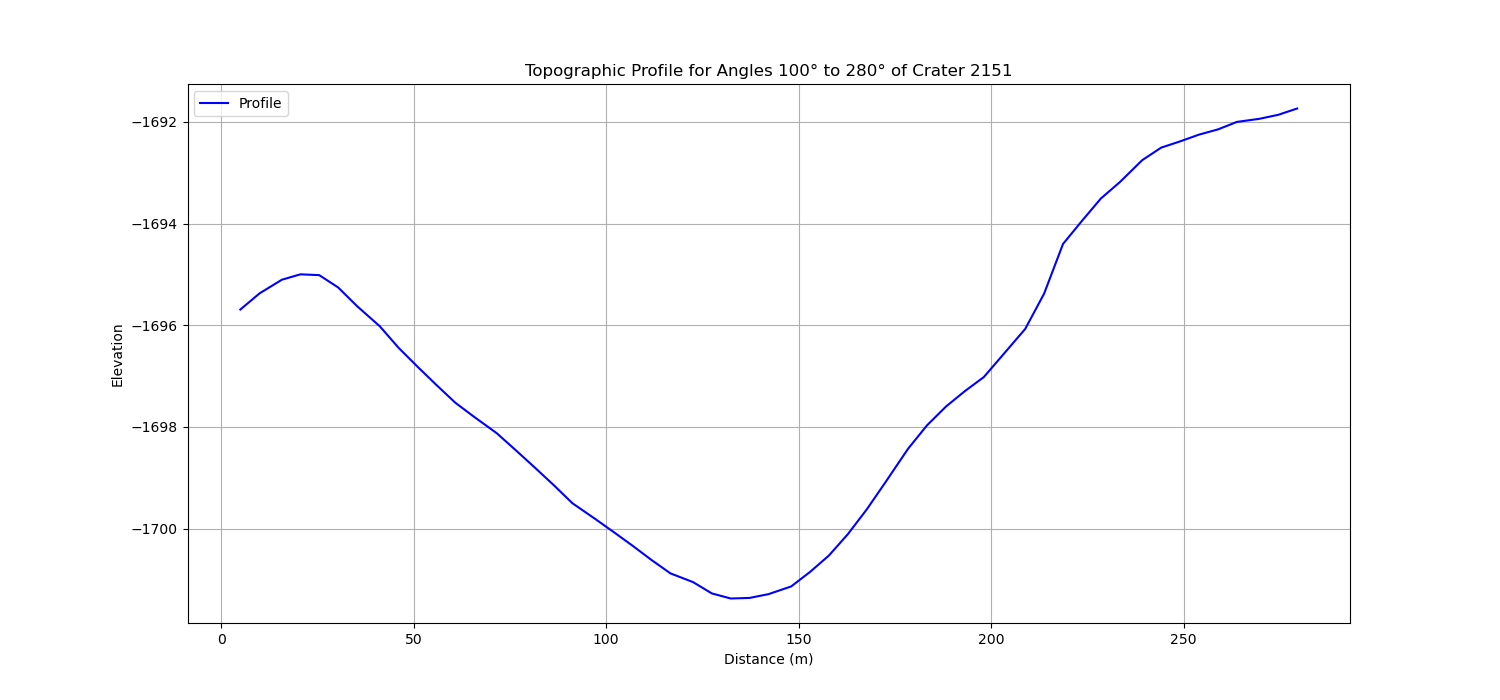 Topographic Profile for Angles 100° to 280° of Crater 2151
Profile
−1692
−1694
−1696
−1698
−1700
Elevation
0 50 100 150 200 250
Distance (m)